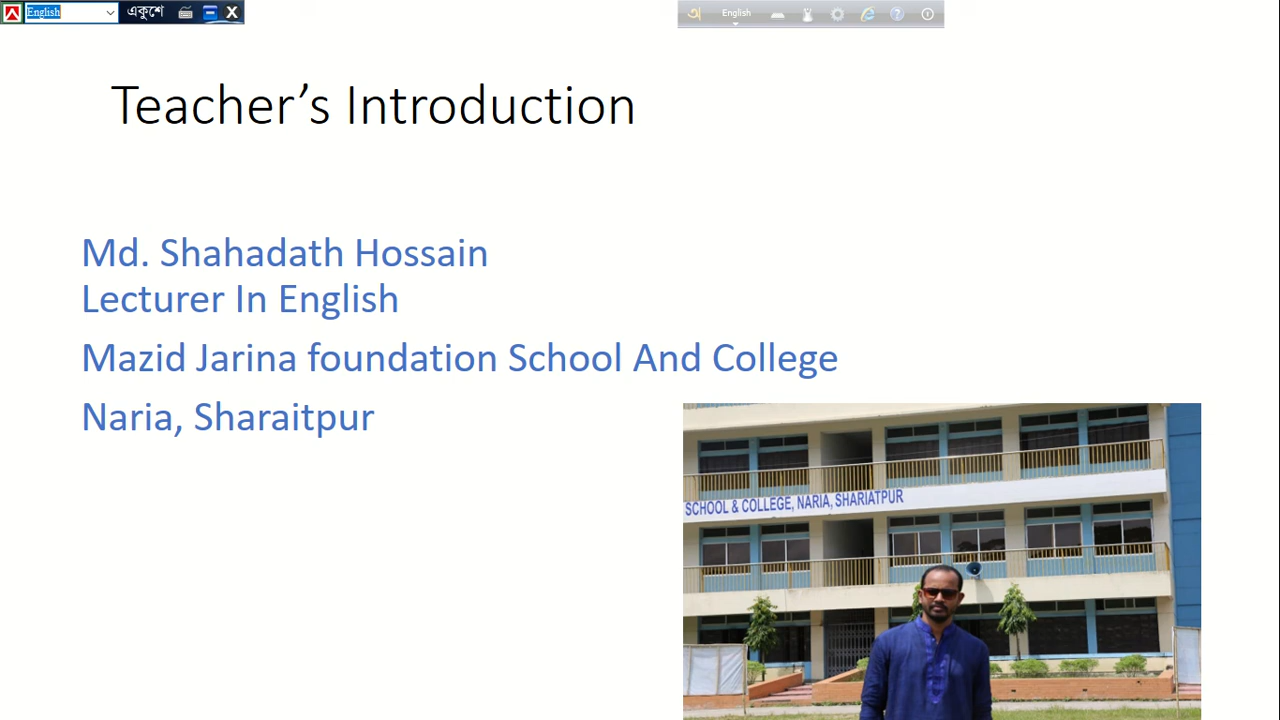 English
একুশে
English
Teacher’s Introduction
Md. Shahadath Hossain
Lecturer In English
Mazid Jarina foundation School And College
Naria, Sharaitpur
SCHOOL & COLLEGE, NARIA, SHARIATPUR